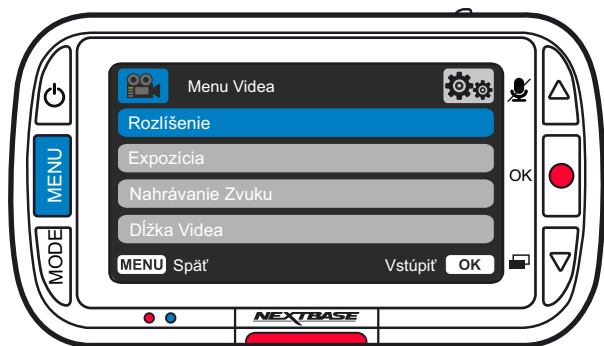 Menu Videa
Rozlíšenie
Expozícia
Nahrávanie Zvuku
Dĺžka Videa
MENU Späť
Vstúpiť OK
MENU
MODE
OK
NEXTBASE